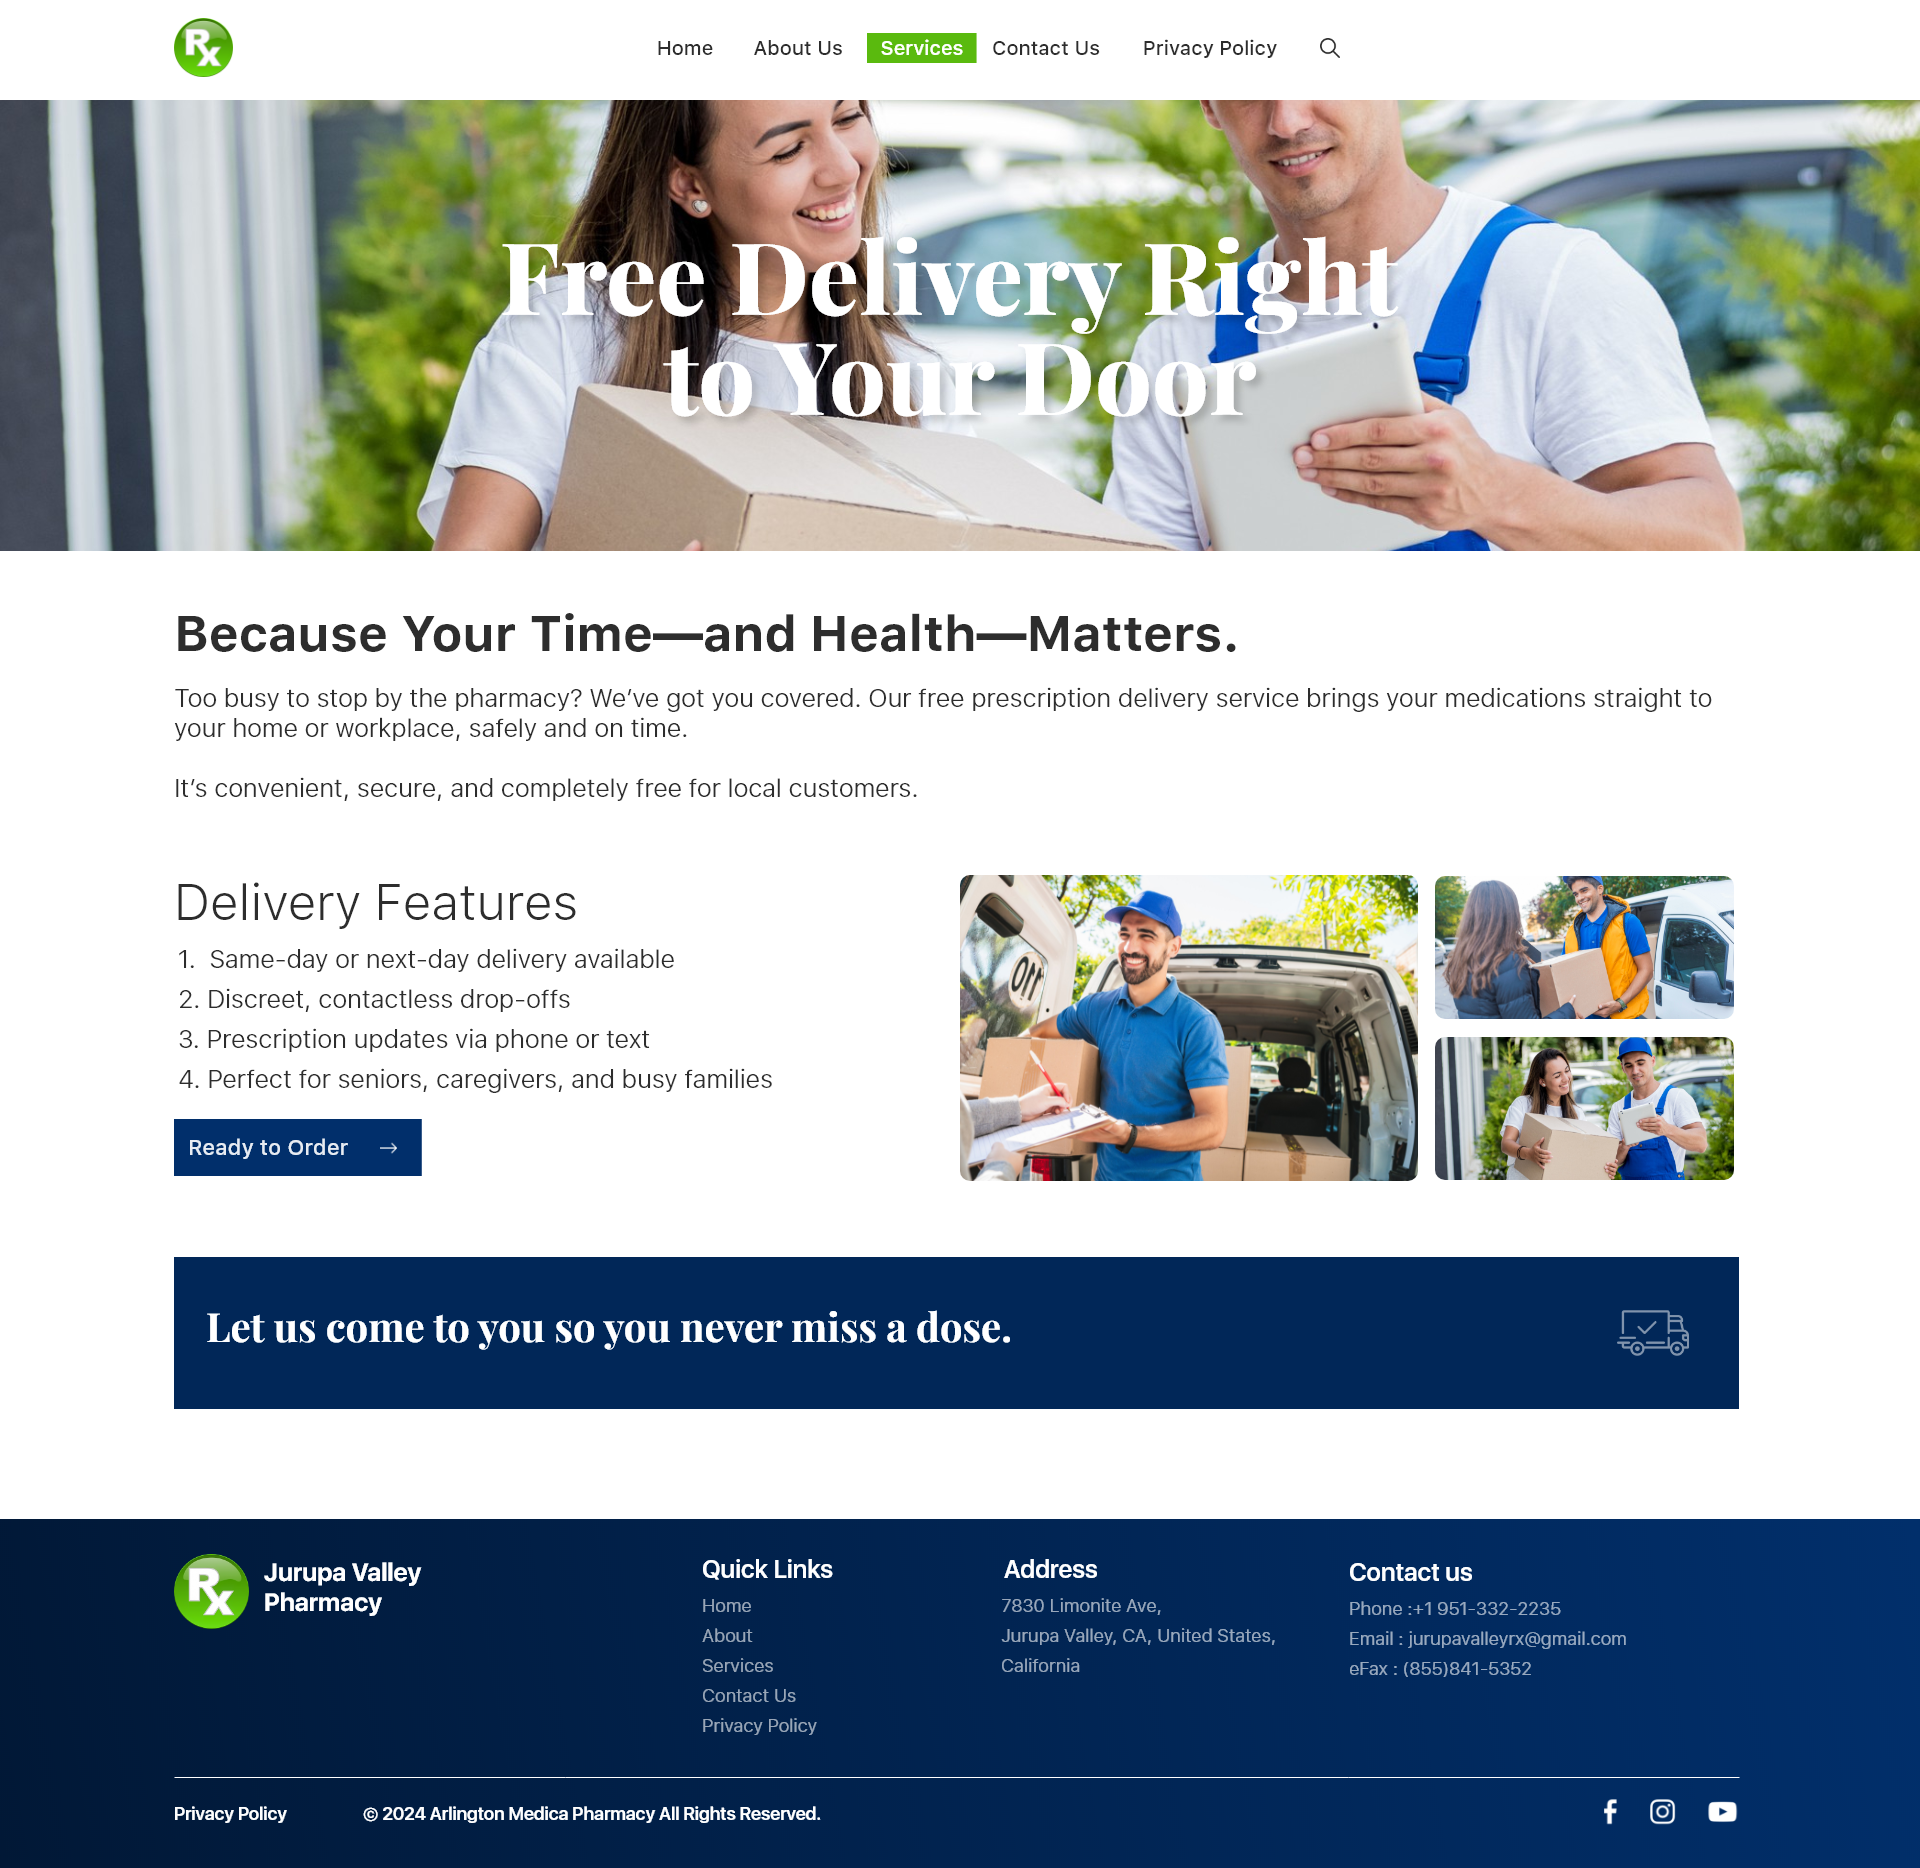 Rx
Home About Us Services Contact Us Privacy Policy
Free Delivery Right
to Your Door
Because Your Time—and Health—Matters.
Too busy to stop by the pharmacy? We’ve got you covered. Our free prescription delivery service brings your medications straight to
your home or workplace, safely and on time.
It’s convenient, secure, and completely free for local customers.
Delivery Features
1. Same-day or next-day delivery available
2. Discreet, contactless drop-offs
3. Prescription updates via phone or text
4. Perfect for seniors, caregivers, and busy families
Ready to Order →
Let us come to you so you never miss a dose.
Rx
Jurupa Valley
Pharmacy
Quick Links
Home
About
Services
Contact Us
Privacy Policy
Address
7830 Limonite Ave,
Jurupa Valley, CA, United States,
California
Contact us
Phone :+1 951-332-2235
Email : jurupavalleyrx@gmail.com
eFax : (855)841-5352
Privacy Policy © 2024 Arlington Medica Pharmacy All Rights Reserved.